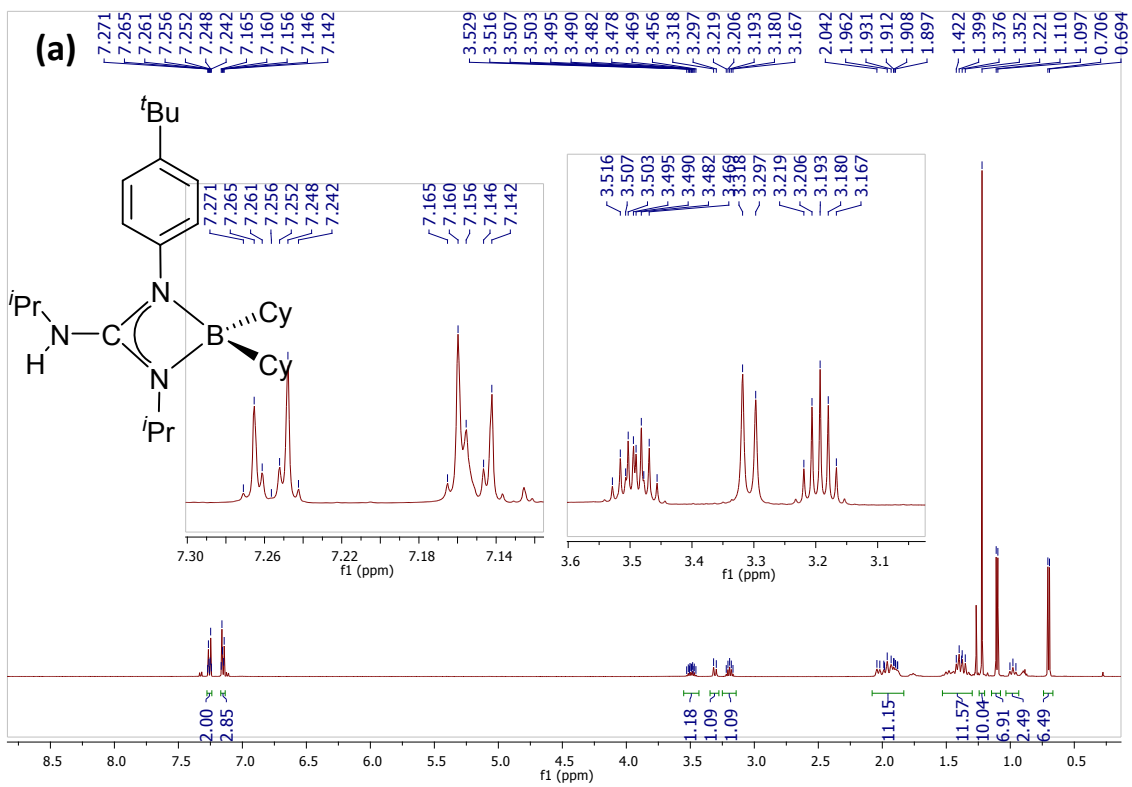 (a)
7.271 7.265 7.261 7.256 7.252 7.248 7.242 7.165 7.160 7.156 7.146 7.142 3.529 3.516 3.507 3.503 3.495 3.490 3.482 3.478 3.469 3.456 3.318 3.297 3.219 3.206 3.193 3.180 3.167 2.042 1.962 1.931 1.912 1.908 1.897 1.422 1.399 1.376 1.352 1.221 1.110 1.097 0.706 0.694
tBu
N
iPr
N
H
C
B
Cy
Cy
N
iPr
7.271 7.265 7.261 7.256 7.252 7.248 7.242 7.165 7.160 7.156 7.146 7.142
7.30 7.26 7.22 7.18 7.14
f1 (ppm)
3.516 3.507 3.503 3.495 3.490 3.482 3.469 3.318 3.297 3.219 3.206 3.193 3.180 3.167
3.6 3.5 3.4 3.3 3.2 3.1
f1 (ppm)
2.00 2.85 1.18 1.09 1.09 11.15 11.57 10.04 6.91 2.49 6.49
8.5 8.0 7.5 7.0 6.5 6.0 5.5 5.0 4.5 4.0 3.5 3.0 2.5 2.0 1.5 1.0 0.5
f1 (ppm)